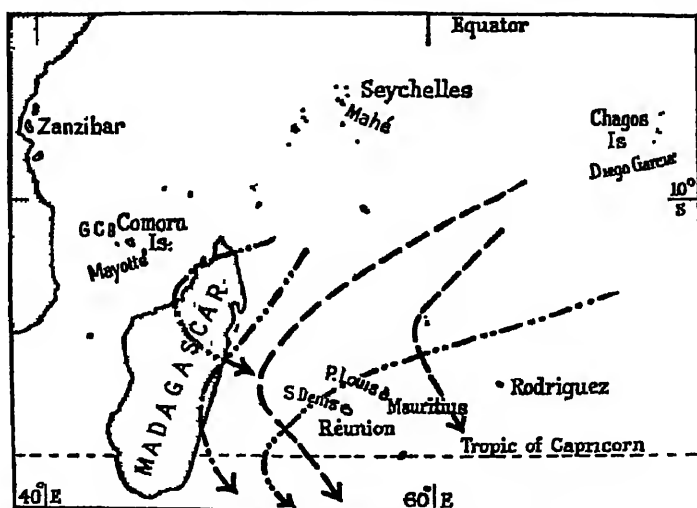 Equator
Seychelles
Mahé
Zanzibar
Chagos
Is
Diego Garcia
10°
S
G C B Comorn
Is:
Mayotte
MADAGASCAR
P. Louis
Mauritius
S Denis
Réunion
Rodriguez
Tropic of Capricorn
40° E
60° E